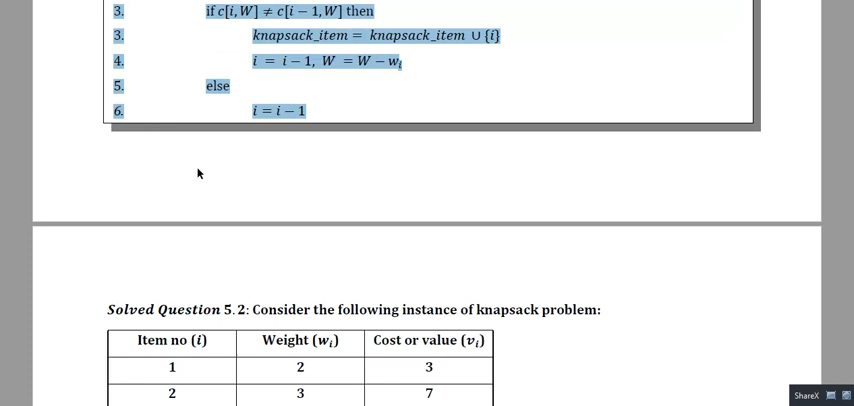 3. if c[i, W] ≠ c[i − 1, W] then
3. knapsack_item = knapsack_item ∪ {i}
4. i = i − 1, W = W − wᵢ
5. else
6. i = i − 1
Solved Question 5.2: Consider the following instance of knapsack problem:
Item no (i) Weight (wᵢ) Cost or value (vᵢ)
1 2 3
2 3 7
ShareX